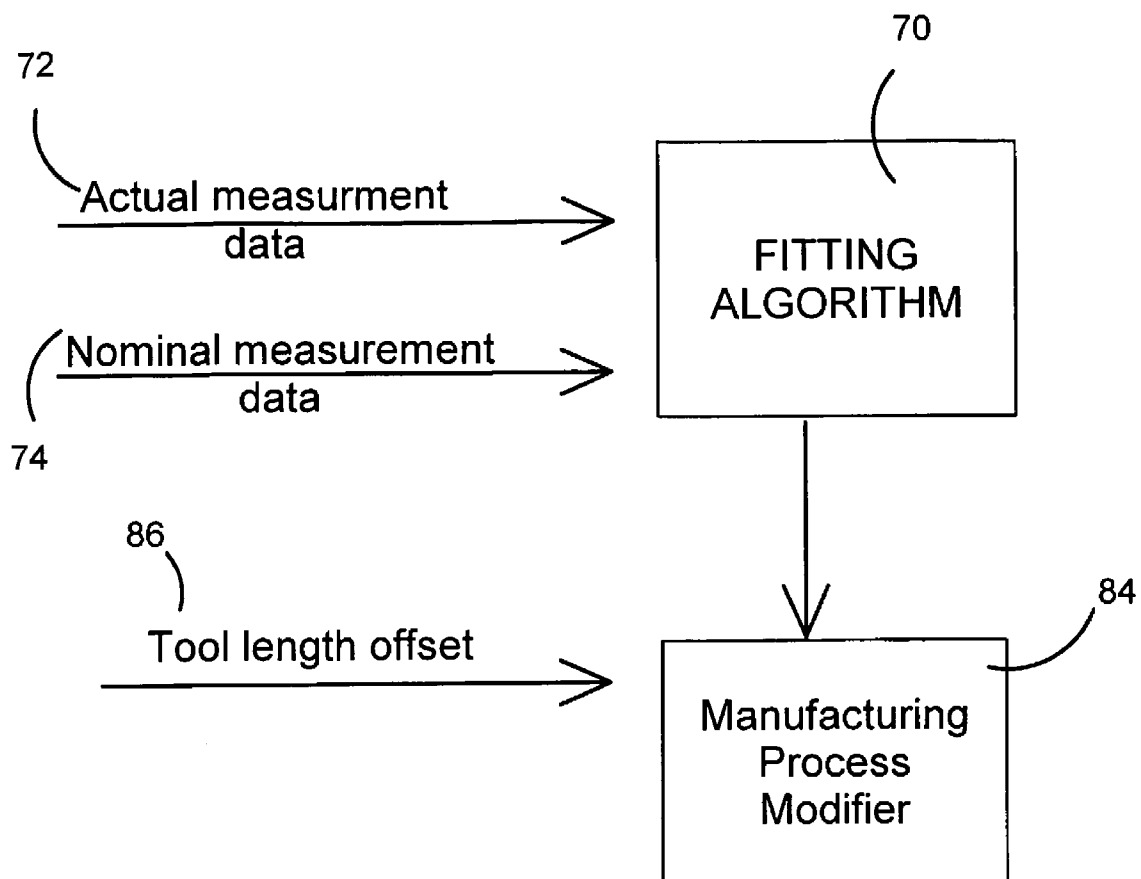 70
72
Actual measurment
data
FITTING
ALGORITHM
Nominal measurement
data
74
86
Tool length offset
84
Manufacturing
Process
Modifier